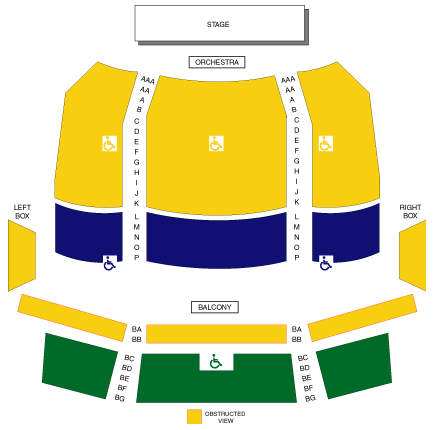 STAGE
ORCHESTRA
AAA AAA
AA AA
A A
B B
C C
D D
E E
F F
G G
H H
I I
J J
K K
LEFT
BOX
RIGHT
BOX
L L
M M
N N
O O
P P
BALCONY
BA BA
BB BB
BC BC
BD BD
BE BE
BF BF
BG BG
OBSTRUCTED
VIEW